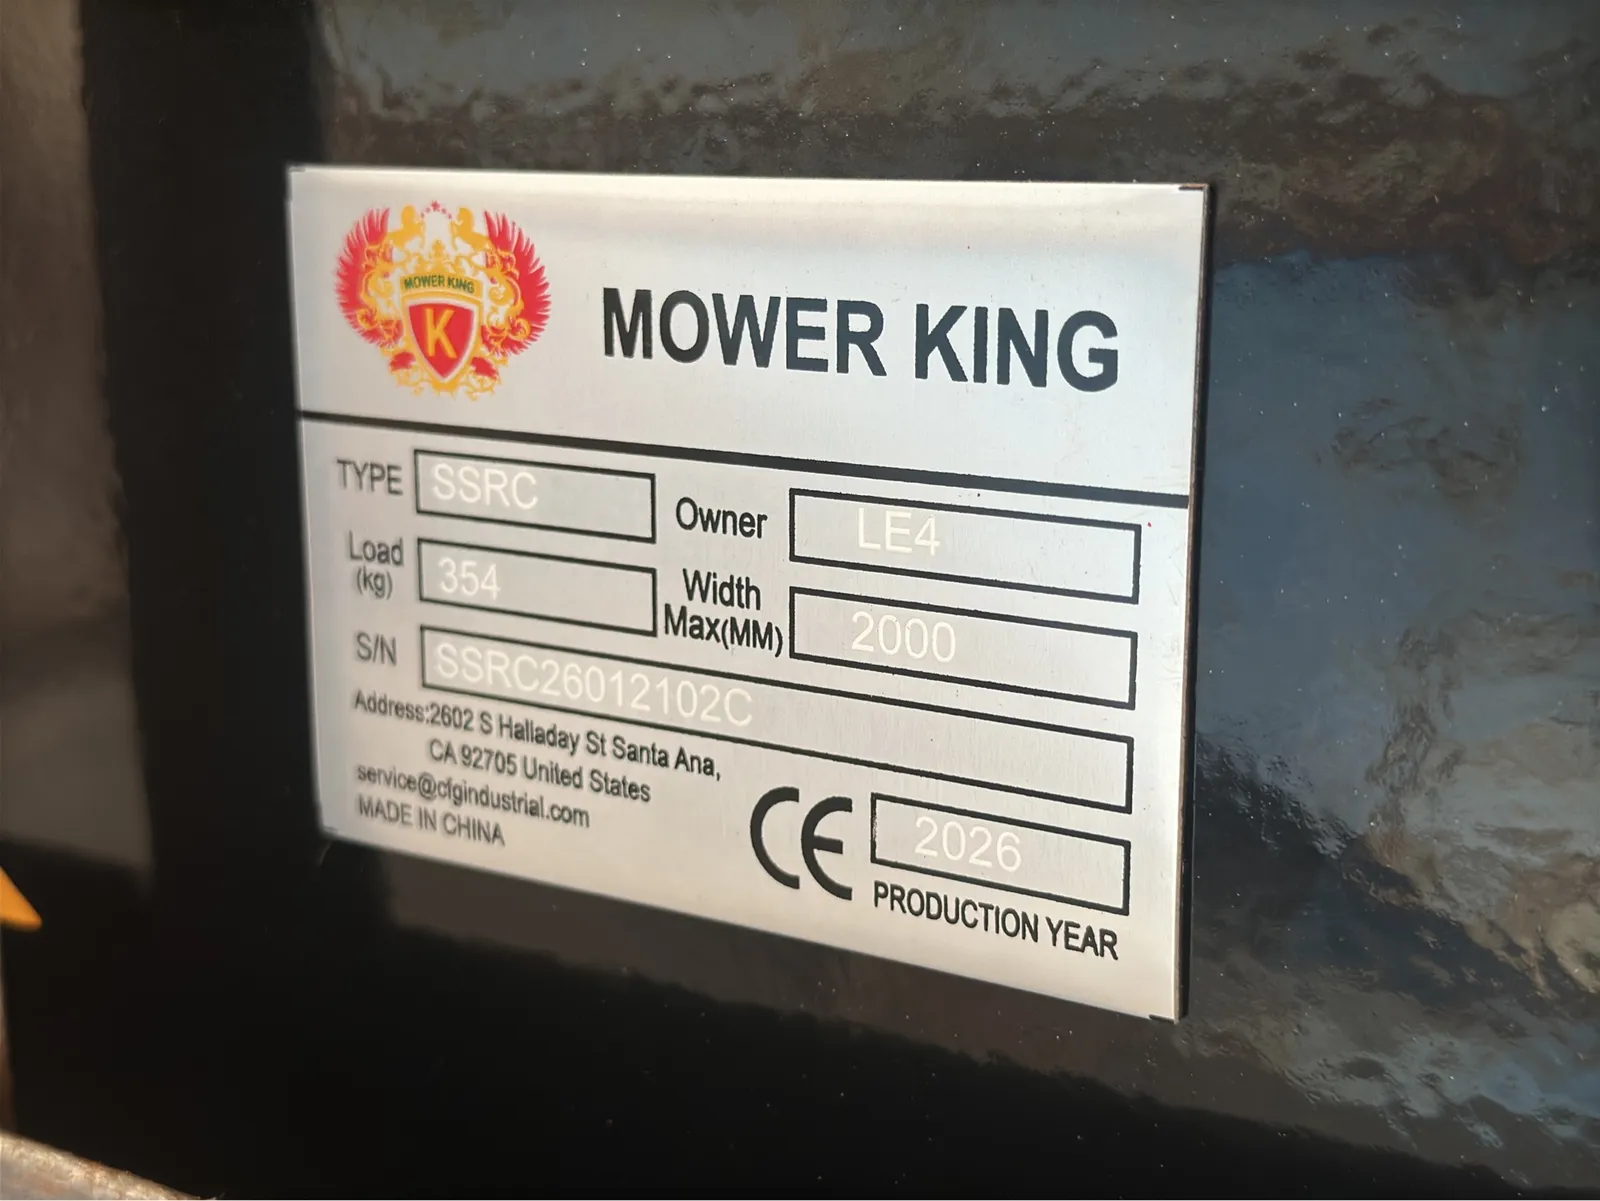 MOWER KING
K
MOWER KING
TYPE SSRC
Owner LE4
Load (kg) 354
Width Max(MM) 2000
S/N SSRC26012102C
Address:2602 S Halladay St Santa Ana,
CA 92705 United States
service@cfgindustrial.com
MADE IN CHINA
CE
2026
PRODUCTION YEAR